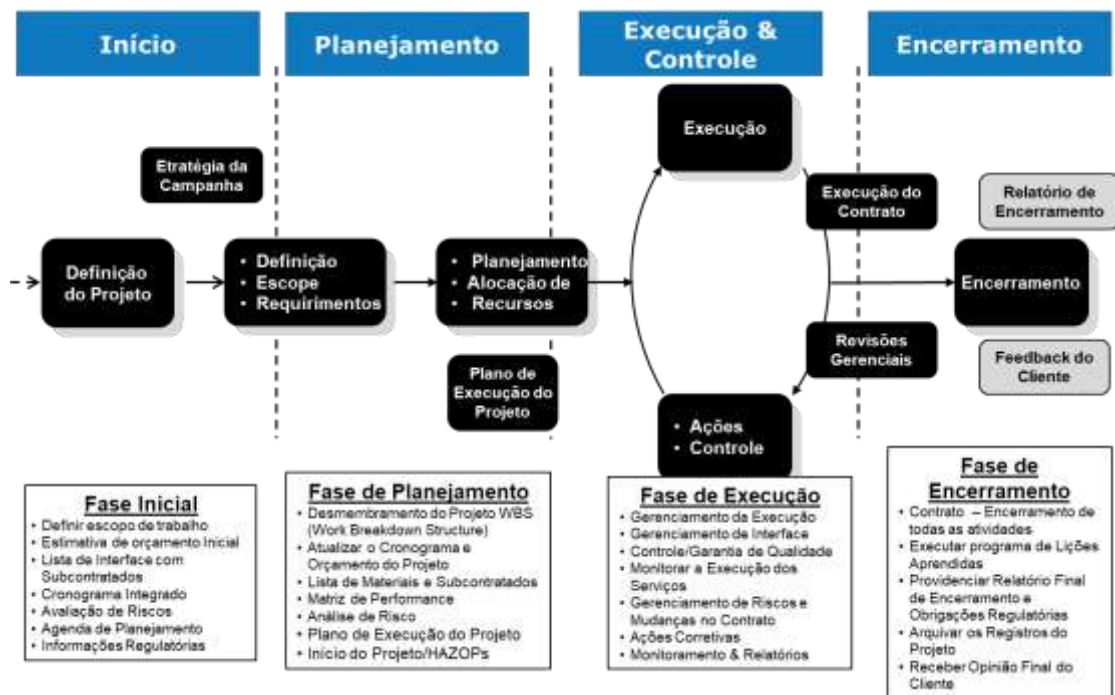 Início
Planejamento
Execução &
Controle
Encerramento
Execução
Etratégia da
Campanha
Execução do
Contrato
Relatório de
Encerramento
Definição
do Projeto
• Definição
• Escope
• Requirimentos
• Planejamento
• Alocação de
• Recursos
Encerramento
Revisões
Gerenciais
Feedback do
Cliente
Plano de
Execução do
Projeto
• Ações
• Controle
Fase Inicial
• Definir escopo de trabalho
• Estimativa de orçamento Inicial
• Lista de Interface com
Subcontratados
• Cronograma Integrado
• Avaliação de Riscos
• Agenda de Planejamento
• Informações Regulatórias
Fase de Planejamento
• Desmembramento do Projeto WBS
(Work Breakdown Structure)
• Atualizar o Cronograma e
Orçamento do Projeto
• Lista de Materiais e Subcontratados
• Matriz de Performance
• Análise de Risco
• Plano de Execução do Projeto
• Início do Projeto/HAZOPs
Fase de Execução
• Gerenciamento da Execução
• Gerenciamento de Interface
• Controle/Garantia de Qualidade
• Monitorar a Execução dos
Serviços
• Gerenciamento de Riscos e
Mudanças no Contrato
• Ações Corretivas
• Monitoramento & Relatórios
Fase de
Encerramento
• Contrato – Encerramento de
todas as atividades
• Executar programa de Lições
Aprendidas
• Providenciar Relatório Final
de Encerramento e
Obrigações Regulatórias
• Arquivar os Registros do
Projeto
• Receber Opinião Final do
Cliente